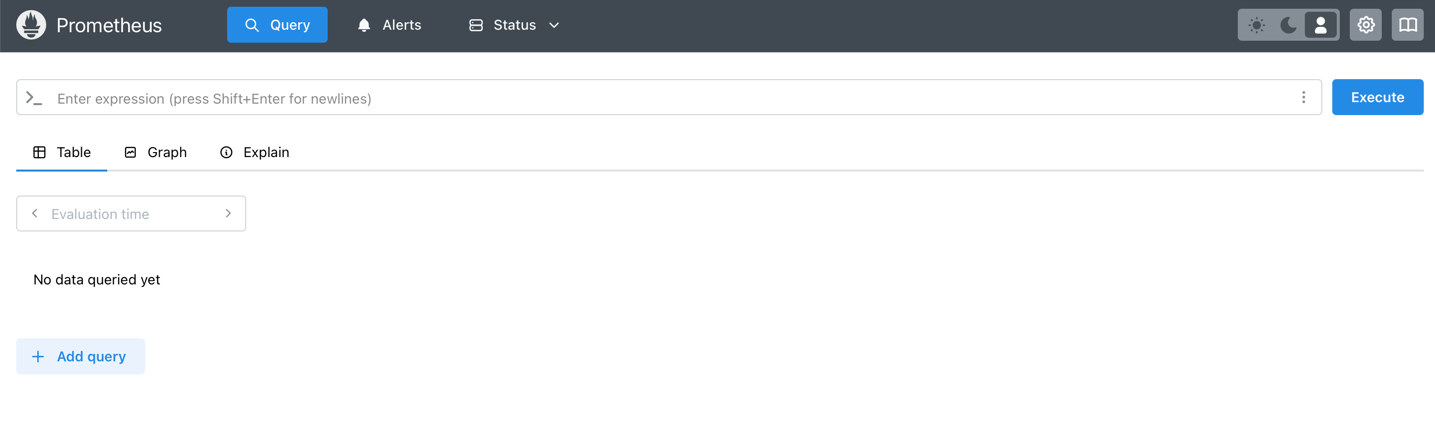 Prometheus Query Alerts Status
>_ Enter expression (press Shift+Enter for newlines) Execute
Table Graph Explain
Evaluation time
No data queried yet
+ Add query